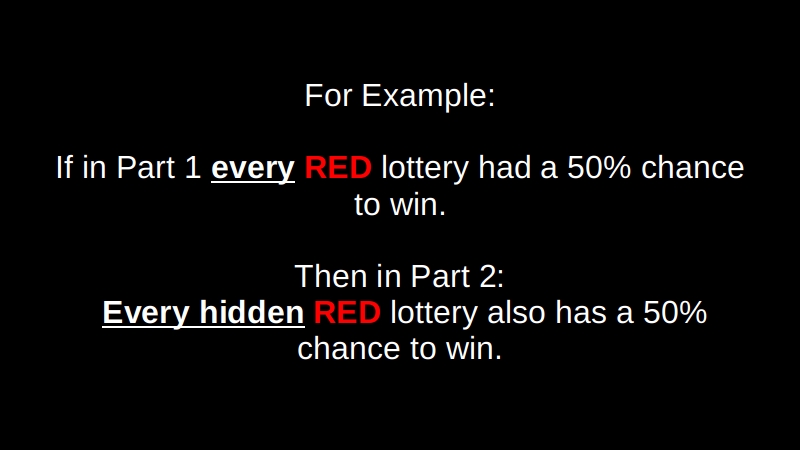 For Example:
If in Part 1 every RED lottery had a 50% chance
to win.
Then in Part 2:
Every hidden RED lottery also has a 50%
chance to win.